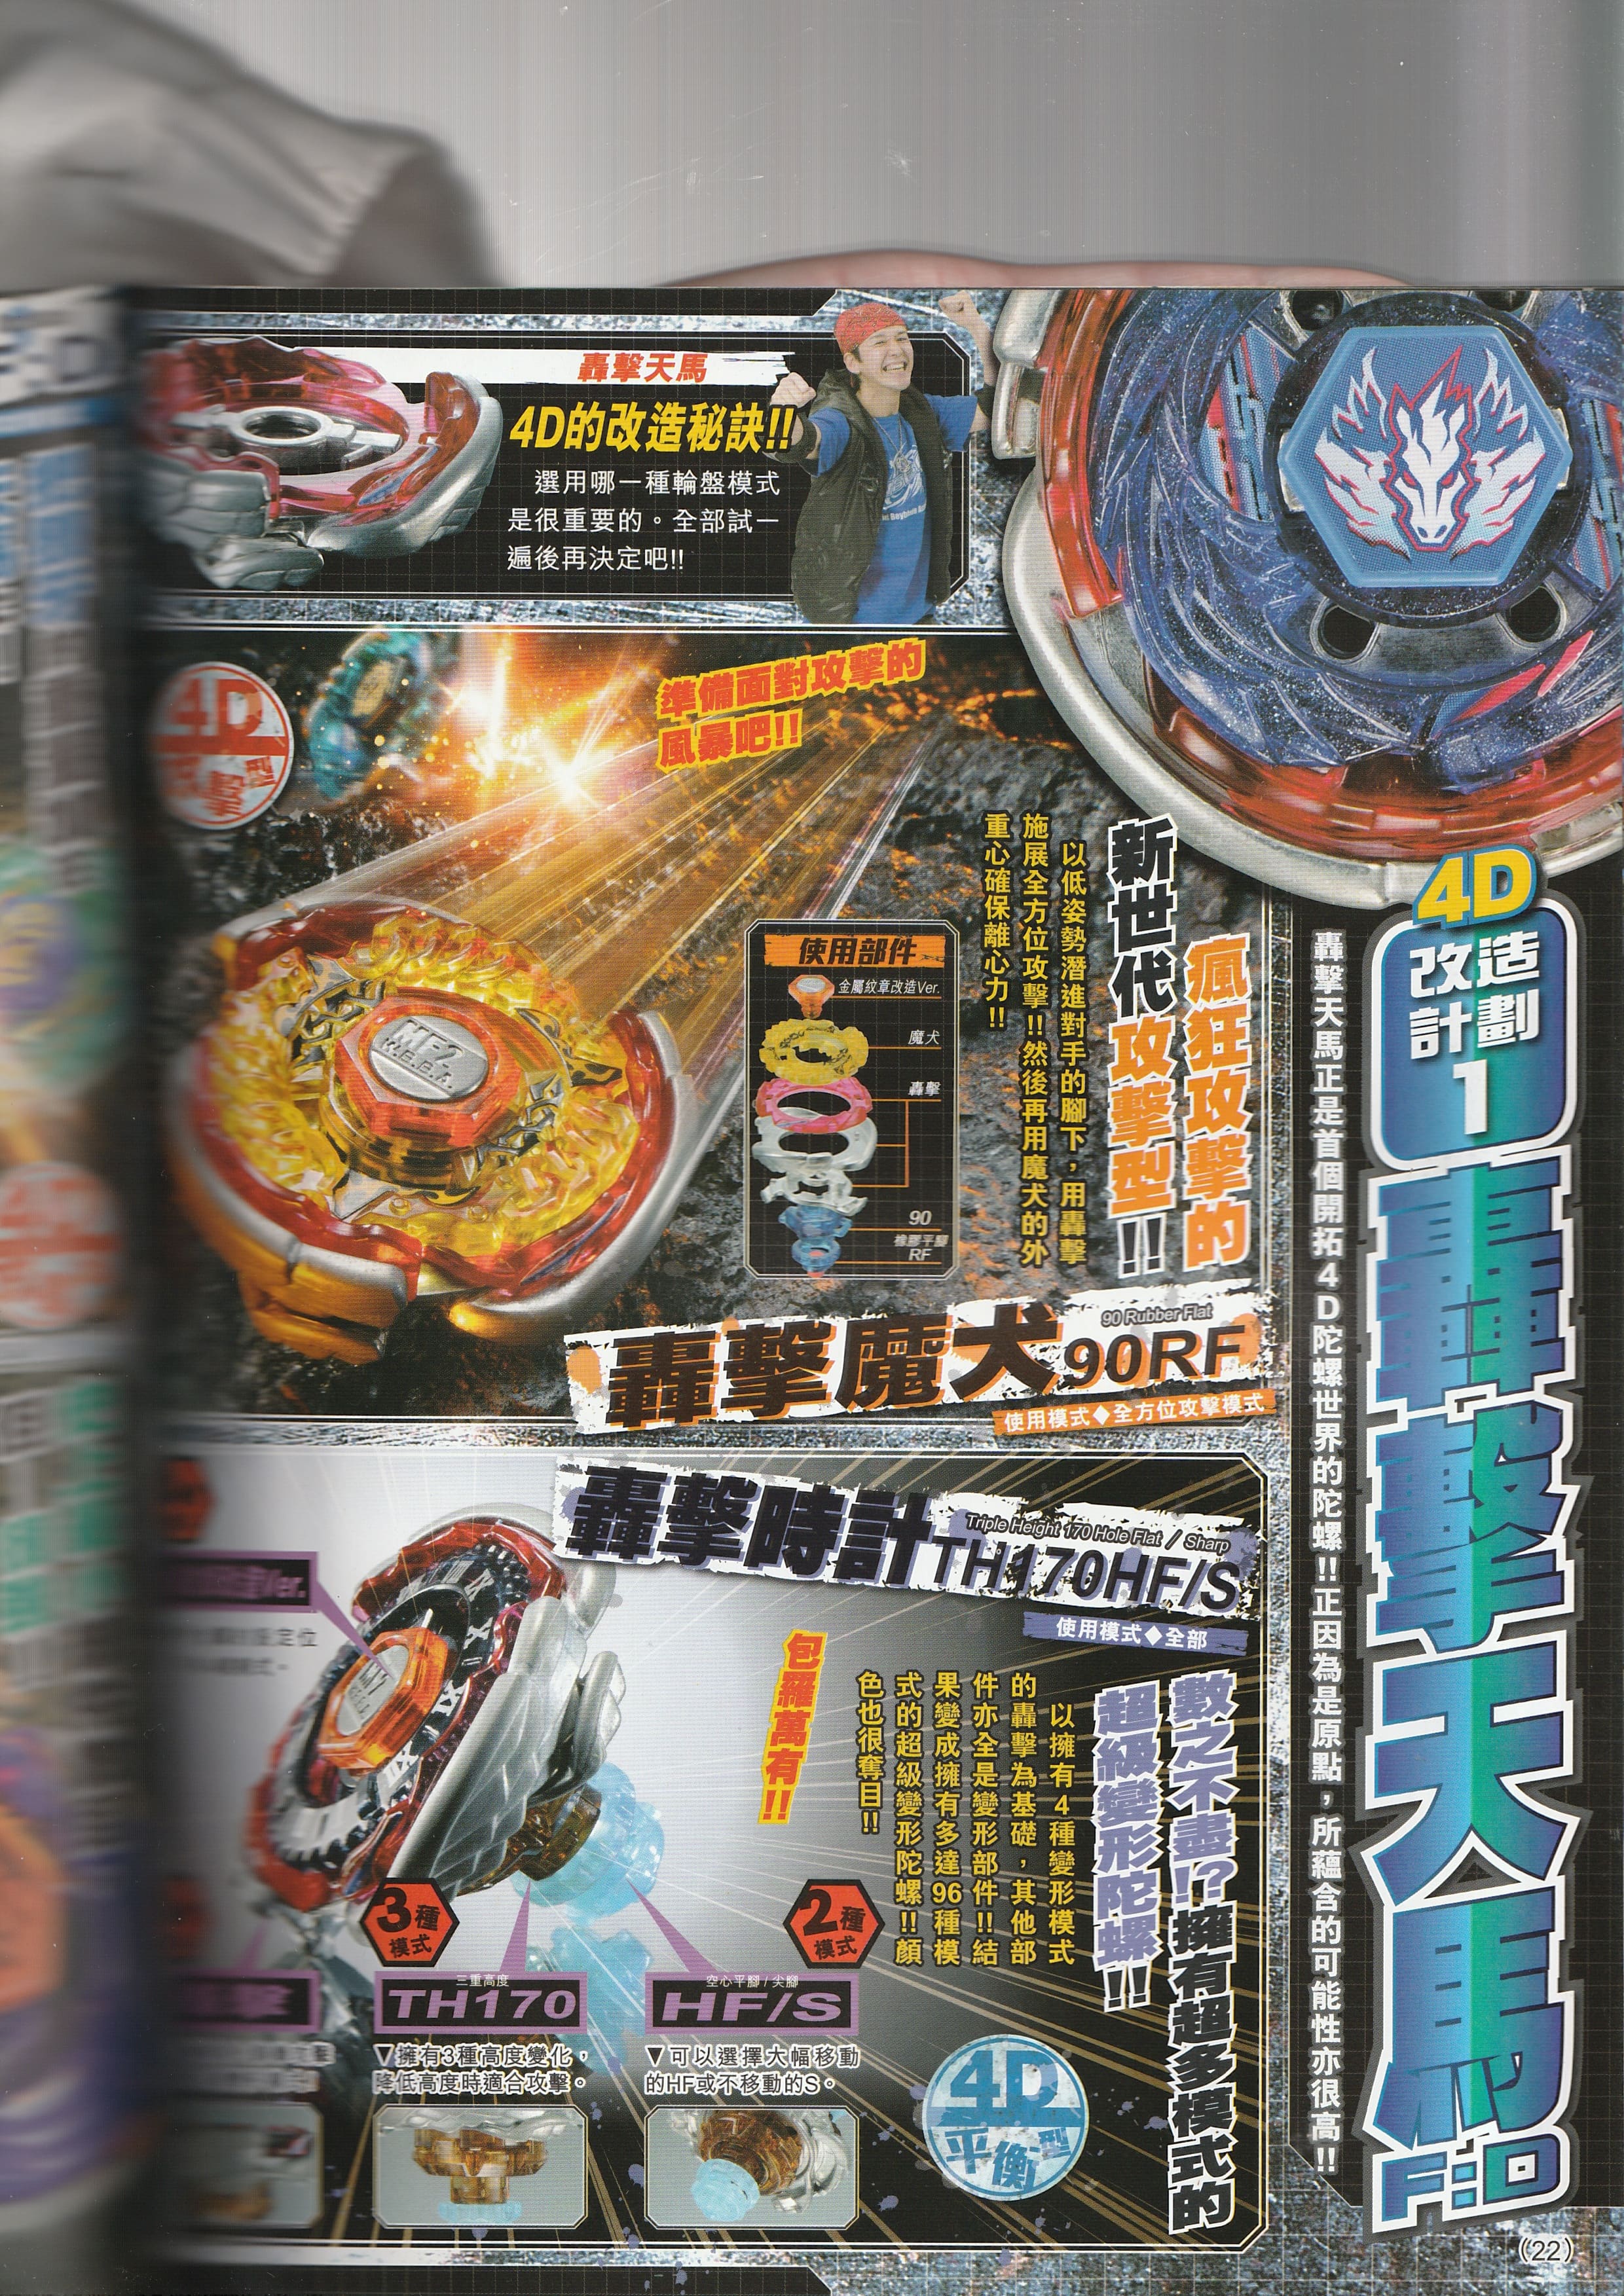 4D
改造
計劃
1
轟擊天馬
F:D
轟擊天馬正是首個開拓4D陀螺世界的陀螺!!正因為是原點，所蘊含的可能性亦很高!!
轟擊天馬
4D的改造秘訣!!
選用哪一種輪盤模式
是很重要的。全部試一
遍後再決定吧!!
瘋狂攻擊的
新世代攻擊型!!
以低姿勢潛進對手的腳下，用轟擊
施展全方位攻擊!!然後再用魔犬的外
重心確保離心力!!
準備面對攻擊的
風暴吧!!
4D
擊型
MF-2
W.B.B.A.
使用部件
金屬紋章改造Ver.
魔犬
轟擊
90
橡膠平腳
RF
90 Rubber Flat
轟擊魔犬90RF
使用模式◆全方位攻擊模式
Triple Height 170 Hole Flat / Sharp
轟擊時計TH170HF/S
使用模式◆全部
數之不盡!?擁有超多模式的
超級變形陀螺!!
以擁有4種變形模式
的轟擊為基礎，其他部
件亦全是變形部件!!結
果變成擁有多達96種模
式的超級變形陀螺!!顏
色也很奪目!!
包羅萬有!!
Ver.
定位
3種
模式
三重高度
TH170
▼擁有3種高度變化，
降低高度時適合攻擊。
2種
模式
空心平腳/尖腳
HF/S
▼可以選擇大幅移動
的HF或不移動的S。
4D
平衡型
(22)